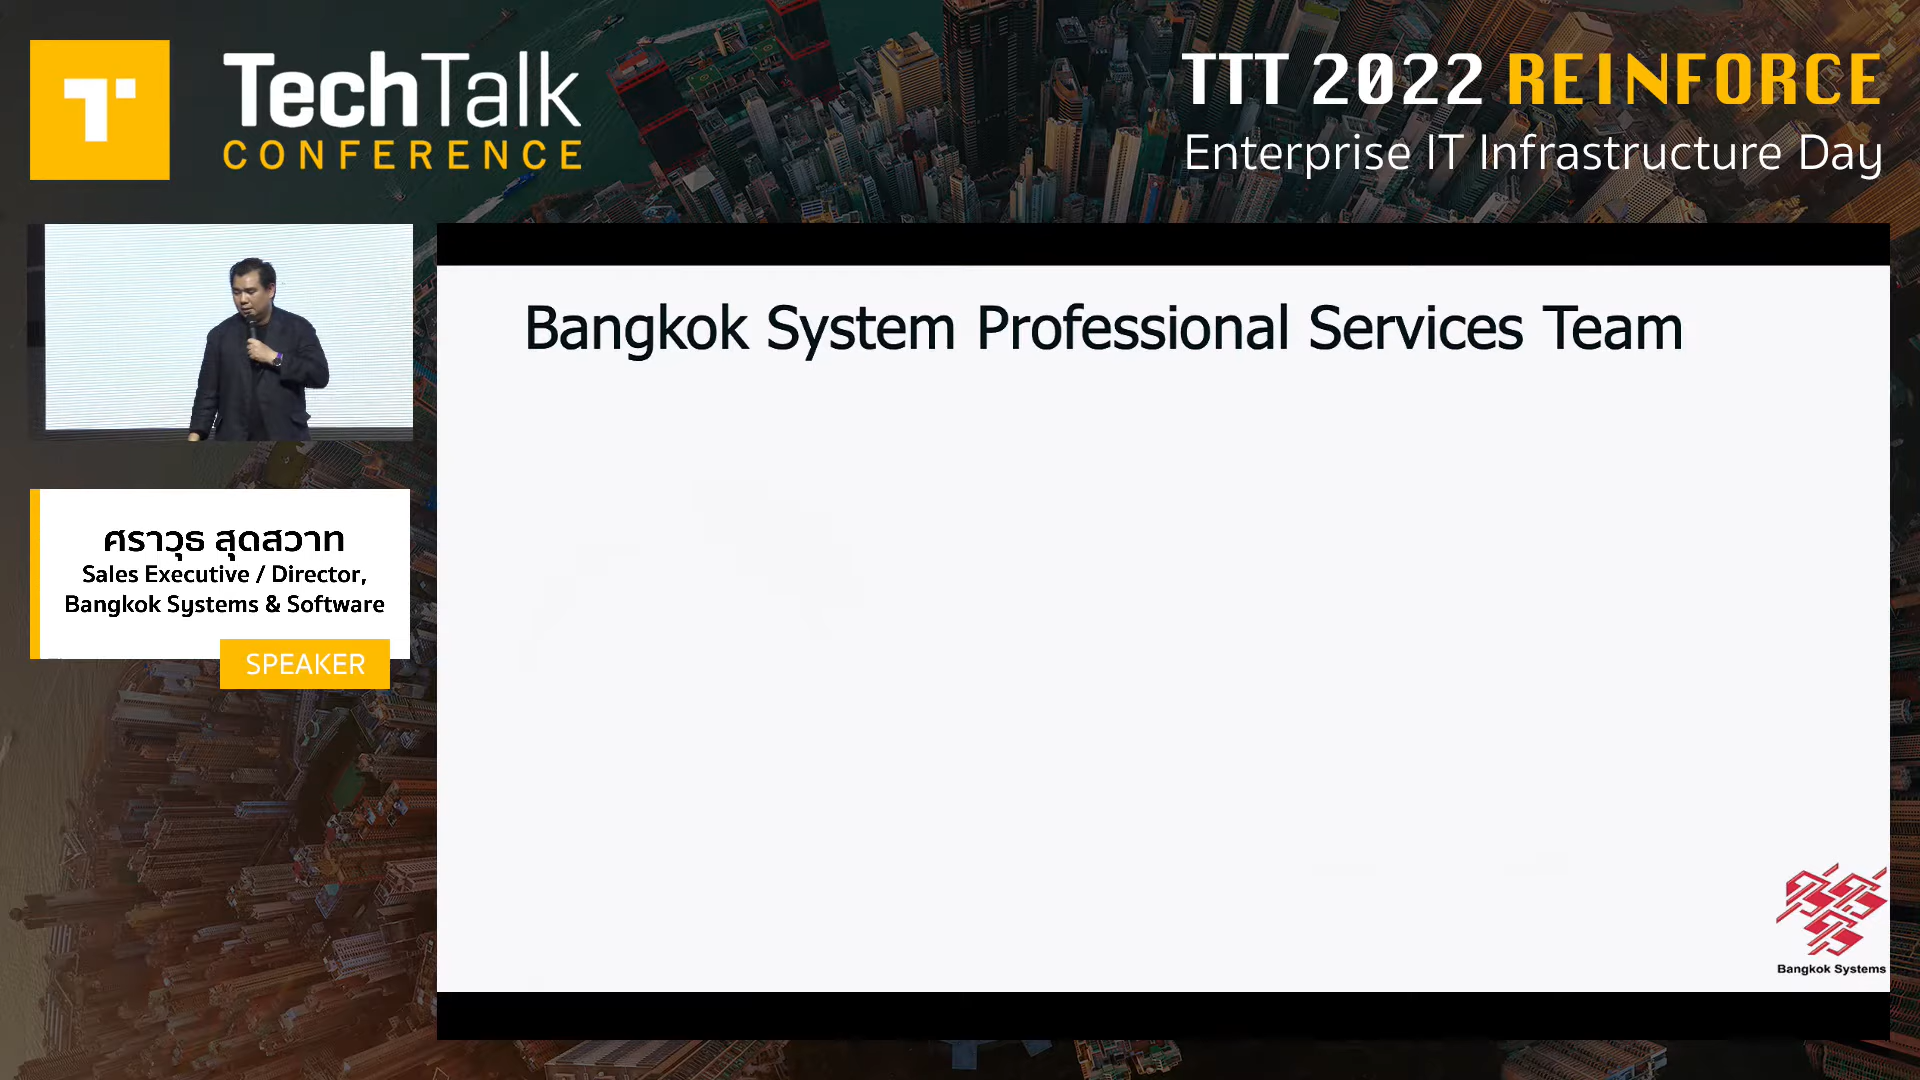 TechTalk
CONFERENCE
TTT 2022 REINFORCE
Enterprise IT Infrastructure Day
ศราวุธ สุดสวาท
Sales Executive / Director,
Bangkok Systems & Software
SPEAKER
Bangkok System Professional Services Team
Bangkok Systems